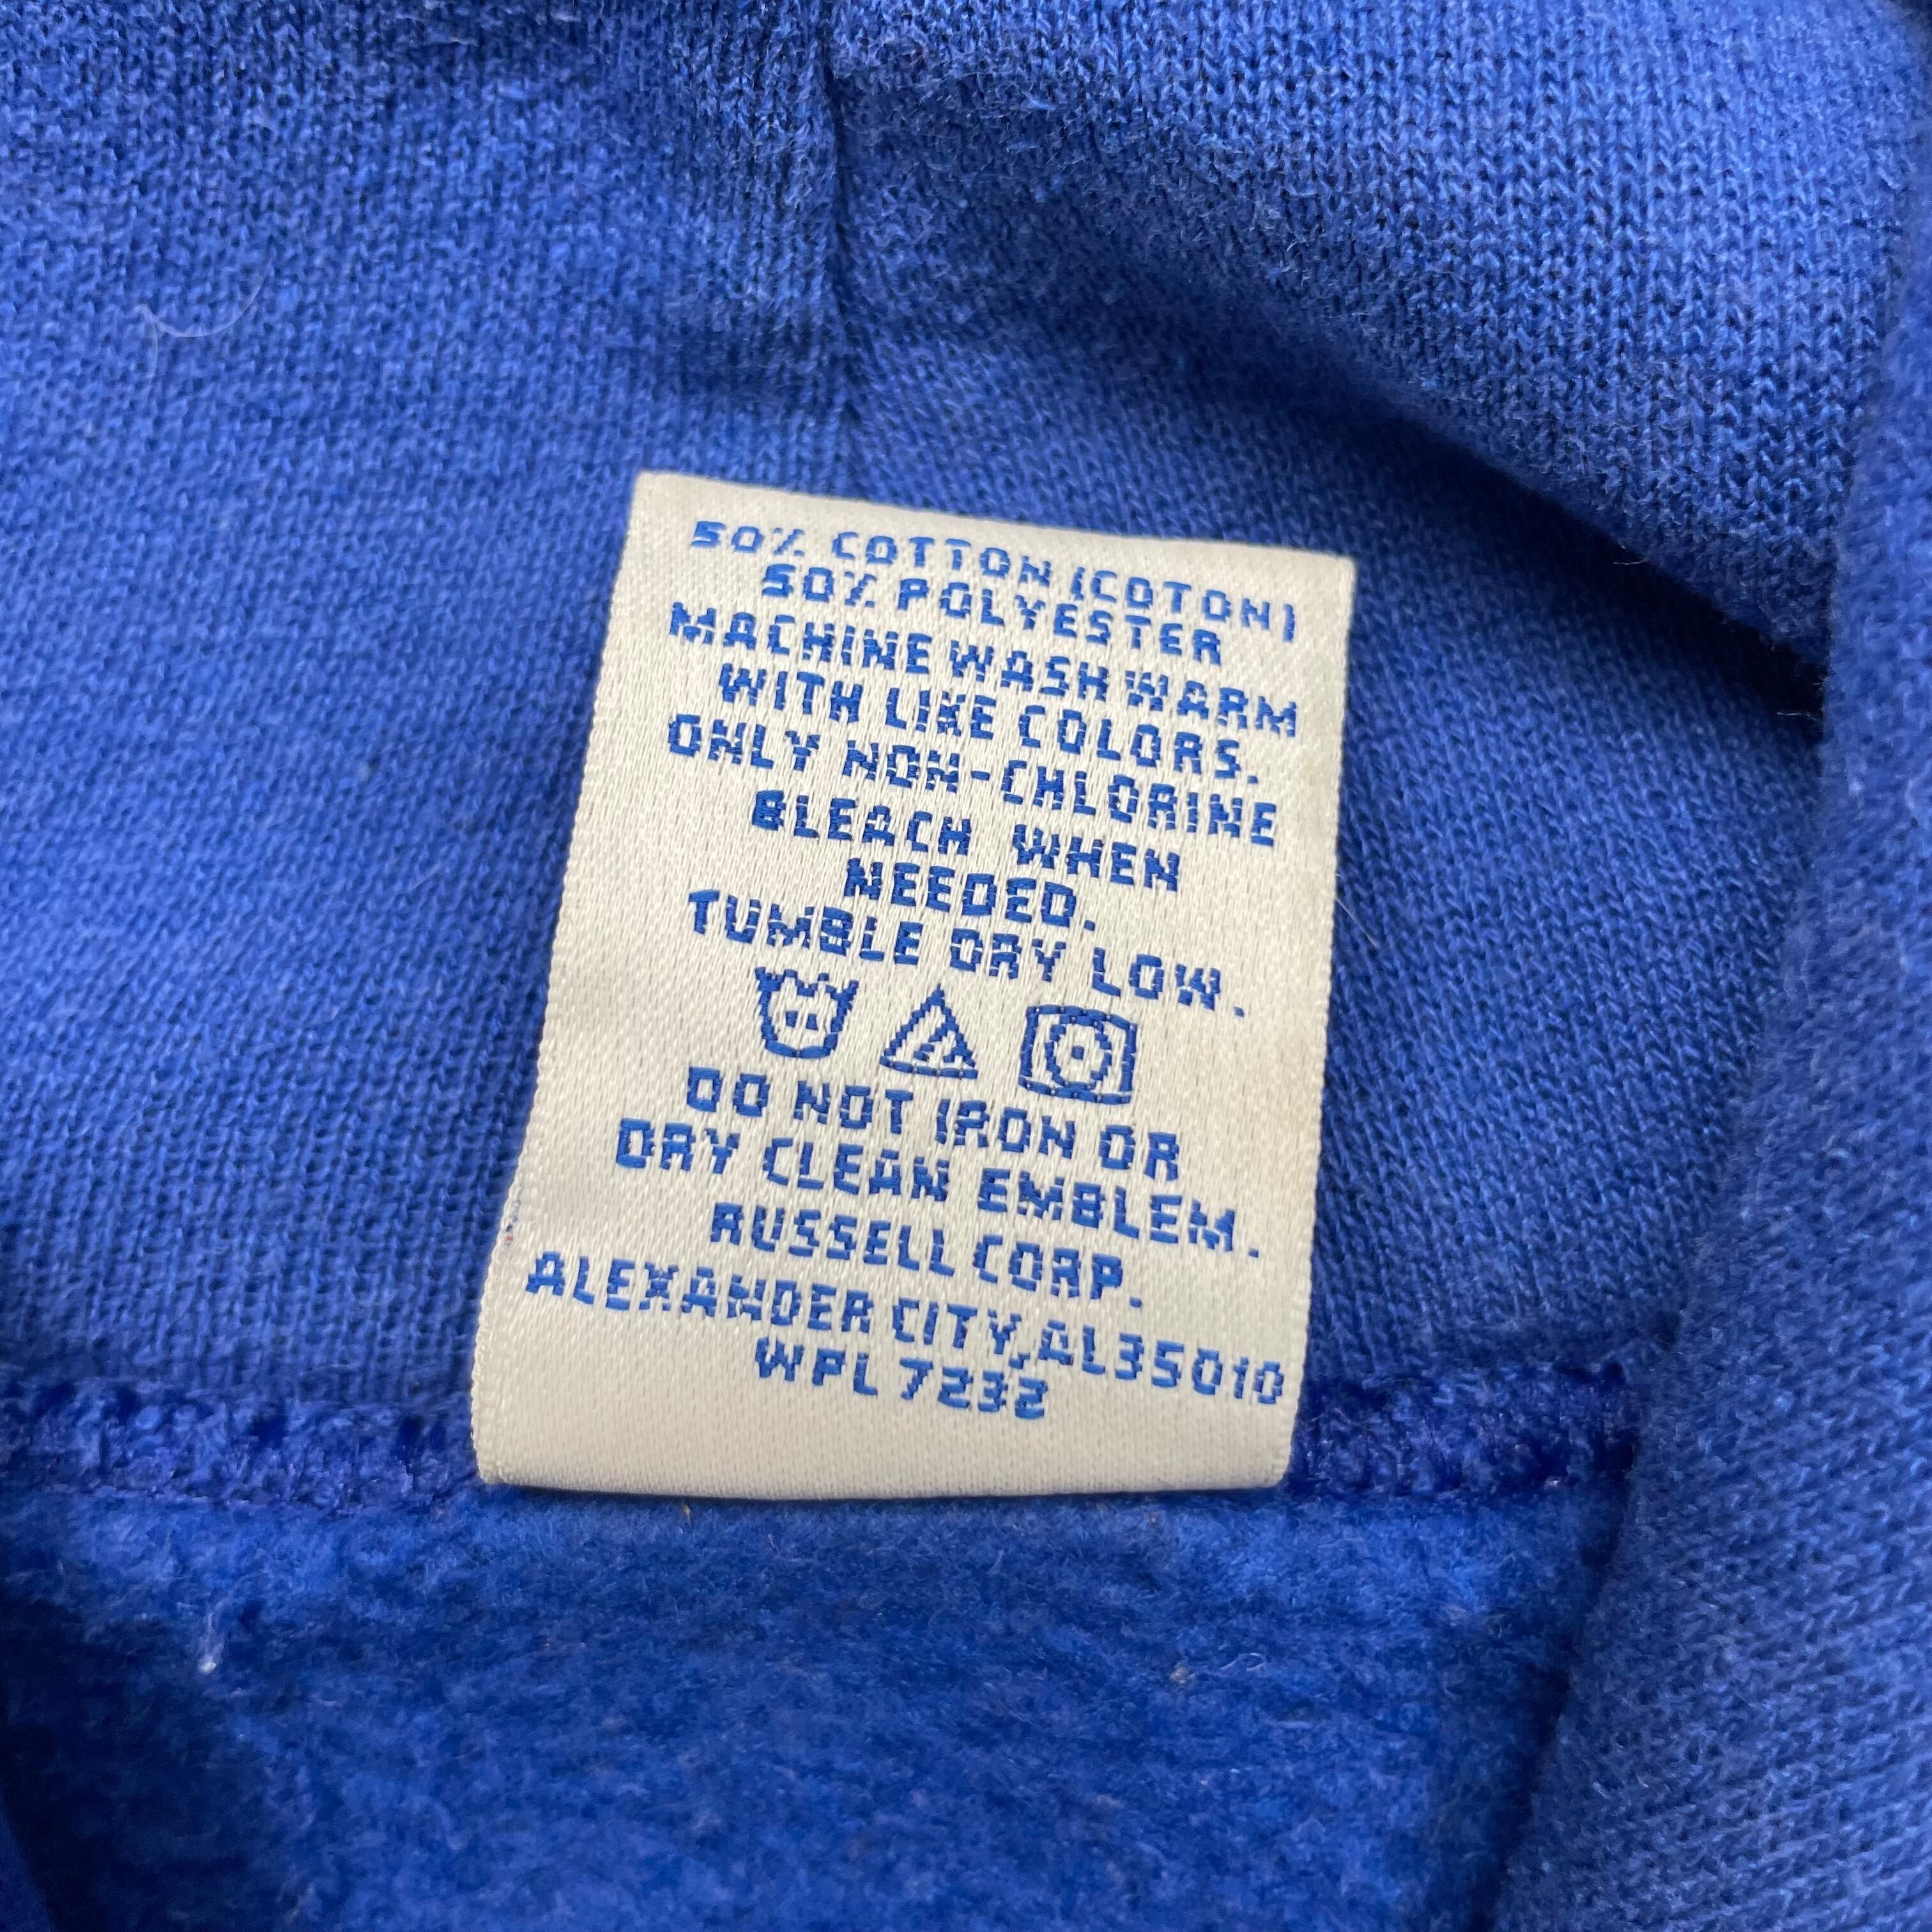 50% COTTON (COTON)
50% POLYESTER
MACHINE WASH WARM
WITH LIKE COLORS.
ONLY NON-CHLORINE
BLEACH WHEN
NEEDED.
TUMBLE DRY LOW.
DO NOT IRON OR
DRY CLEAN EMBLEM.
RUSSELL CORP.
ALEXANDER CITY, AL35010
WPL 7232